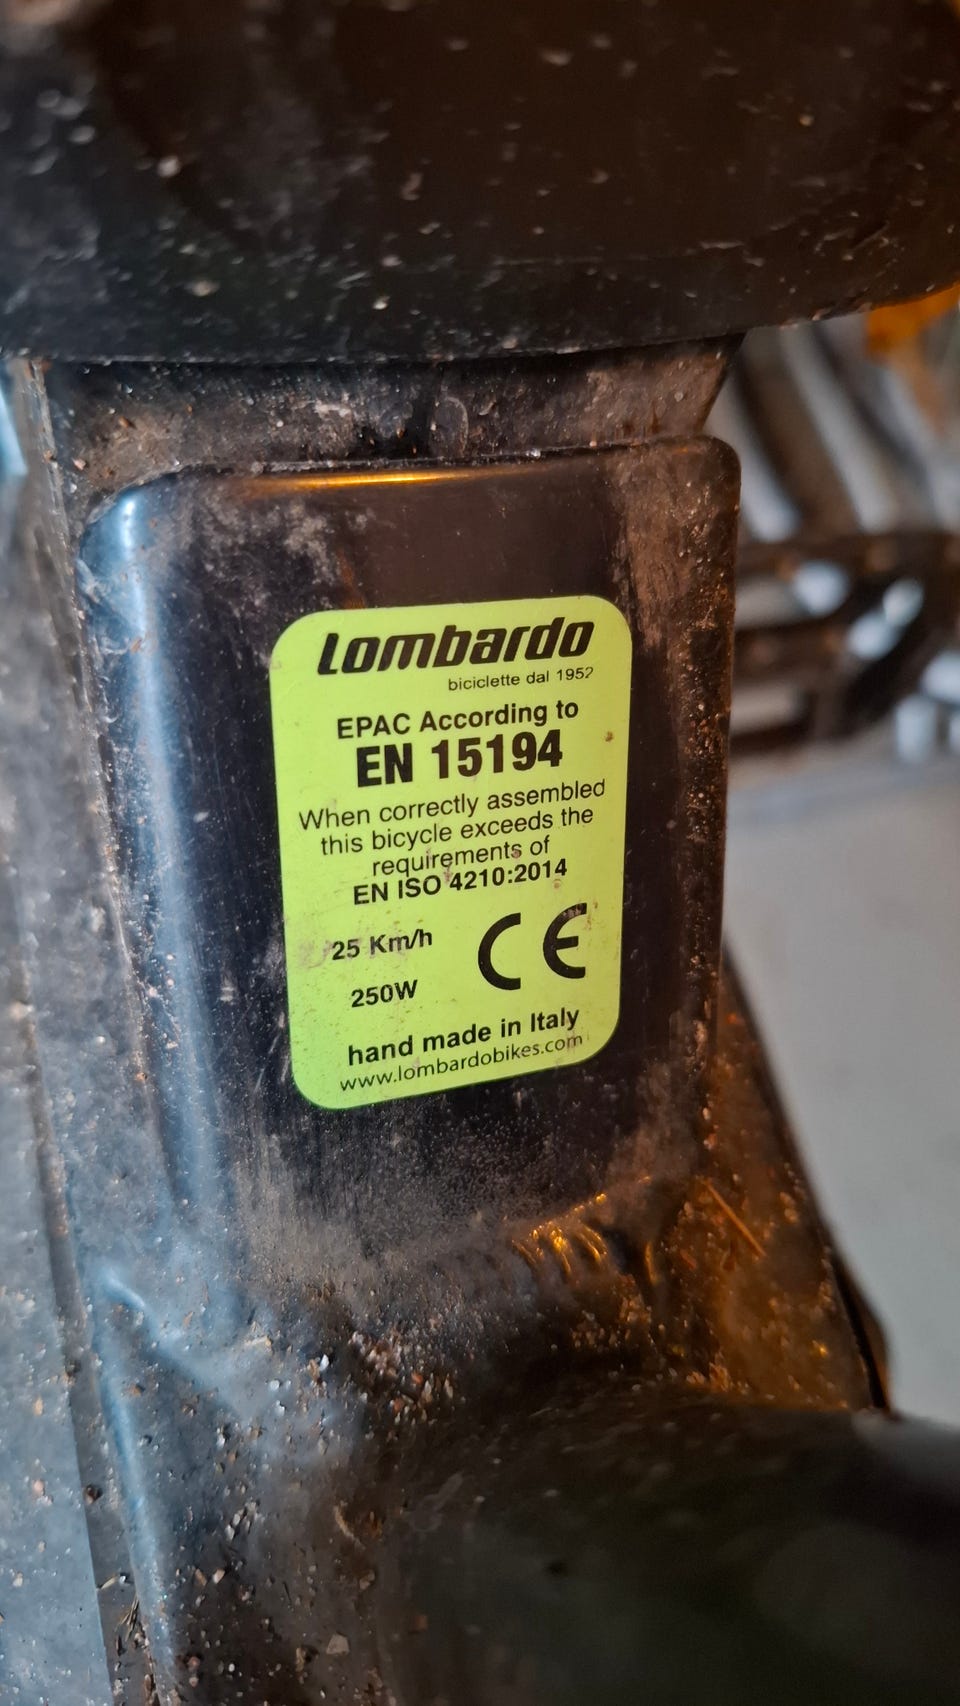 Lombardo
biciclette dal 1952
EPAC According to
EN 15194
When correctly assembled
this bicycle exceeds the
requirements of
EN ISO 4210:2014
25 Km/h
CE
250W
hand made in Italy
www.lombardobikes.com